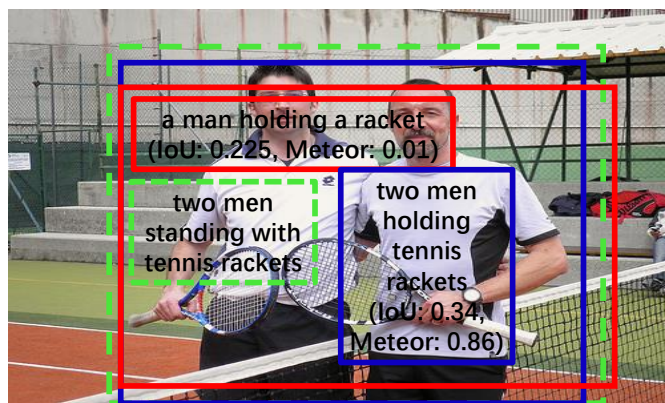 a man holding a racket
(IoU: 0.225, Meteor: 0.01)
two men
standing with
tennis rackets
two men
holding
tennis
rackets
(IoU: 0.34,
Meteor: 0.86)